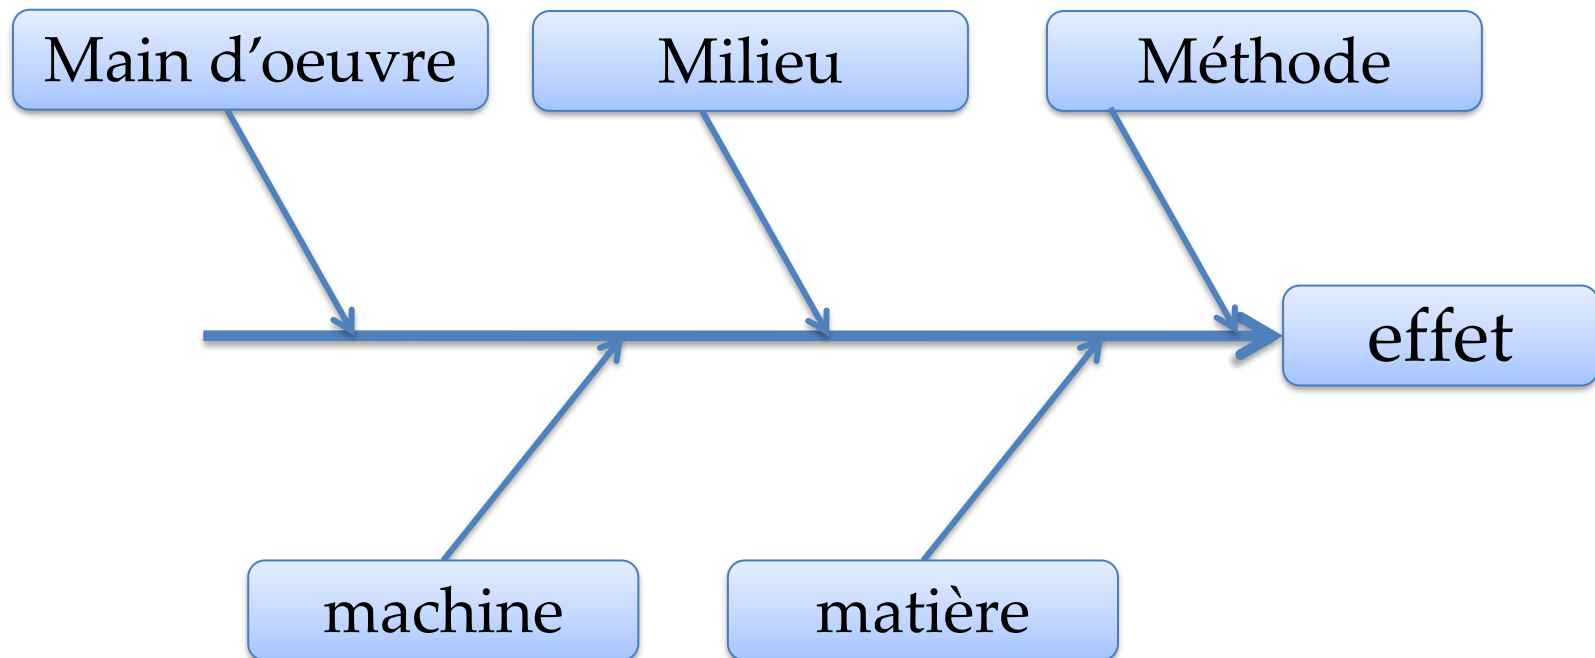 Main d’oeuvre
Milieu
Méthode
effet
machine
matière